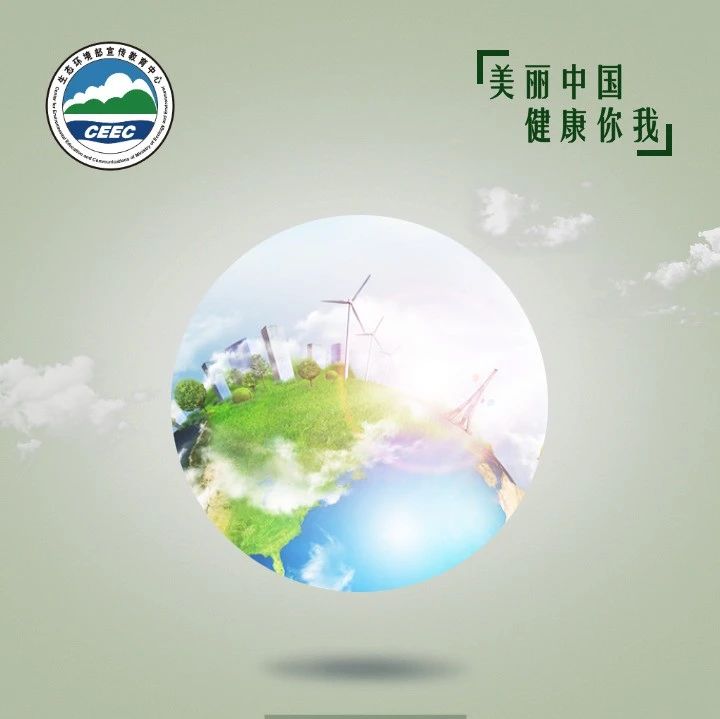 生态环境部宣传教育中心
Center for Environmental Education and Communications of Ministry of Ecology and Environment
CEEC
美丽中国
健康你我